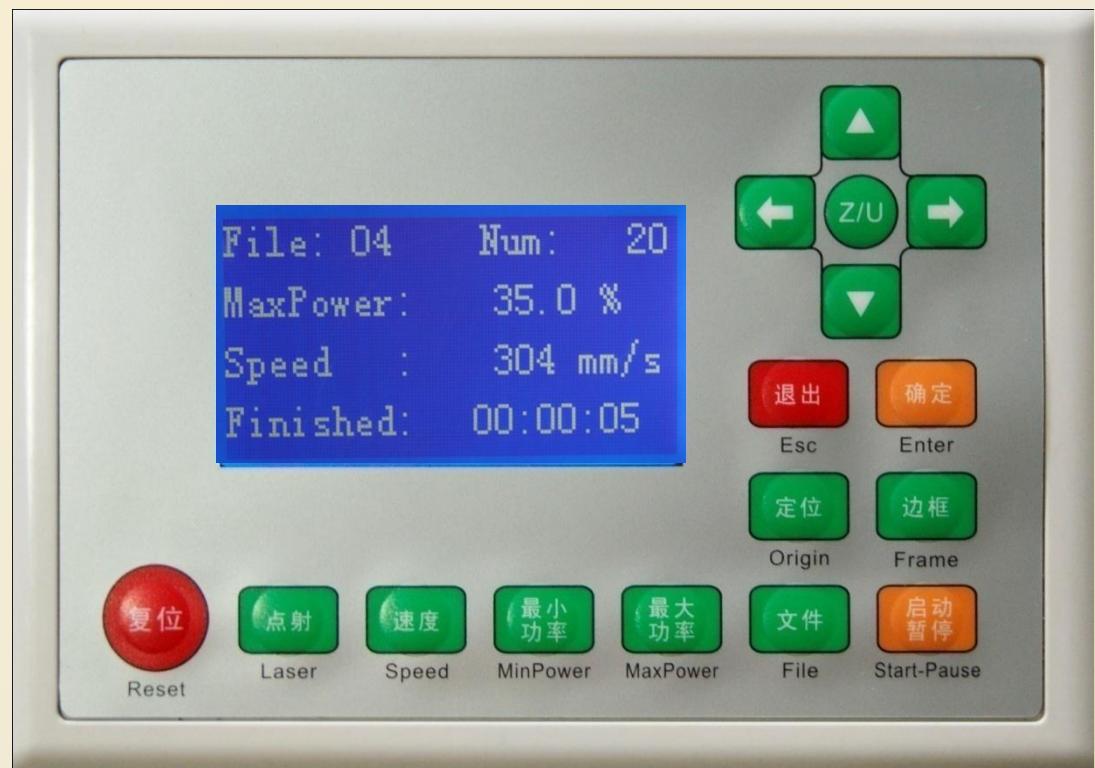 File: 04 Num: 20
MaxPower: 35.0 %
Speed : 304 mm/s
Finished: 00:00:05
Z/U
退出
Esc
确定
Enter
定位
Origin
边框
Frame
复位
Reset
点射
Laser
速度
Speed
最小
功率
MinPower
最大
功率
MaxPower
文件
File
启动
暂停
Start-Pause